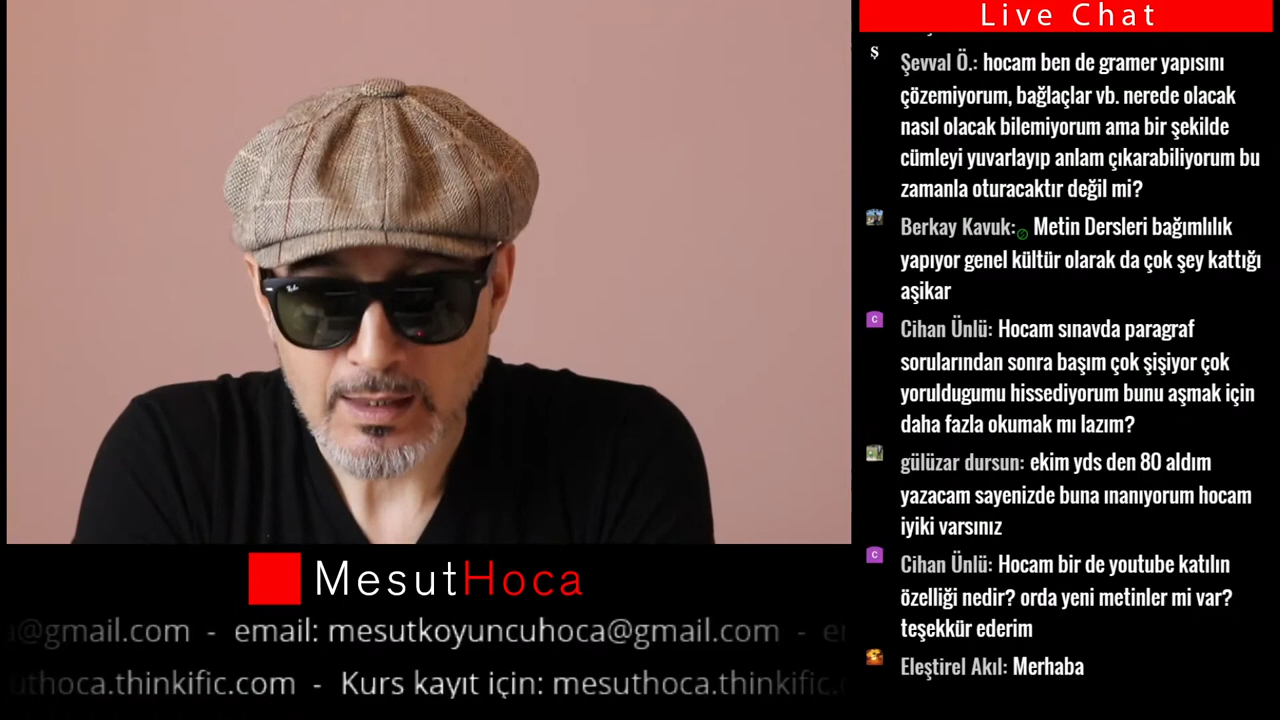 Live Chat
Ş
Şevval Ö.: hocam ben de gramer yapısını
çözemiyorum, bağlaçlar vb. nerede olacak
nasıl olacak bilemiyorum ama bir şekilde
cümleyi yuvarlayıp anlam çıkarabiliyorum bu
zamanla oturacaktır değil mi?
Berkay Kavuk: Metin Dersleri bağımlılık
yapıyor genel kültür olarak da çok şey kattığı
aşikar
C
Cihan Ünlü: Hocam sınavda paragraf
sorularından sonra başım çok şişiyor çok
yoruldugumu hissediyorum bunu aşmak için
daha fazla okumak mı lazım?
gülüzar dursun: ekim yds den 80 aldım
yazacam sayenizde buna ınanıyorum hocam
iyiki varsınız
C
Cihan Ünlü: Hocam bir de youtube katılın
özelliği nedir? orda yeni metinler mi var?
teşekkür ederim
Eleştirel Akıl: Merhaba
Ray-Ban
MesutHoca
a@gmail.com - email: mesutkoyuncuhoca@gmail.com - en
uthoca.thinkific.com - Kurs kayıt için: mesuthoca.thinkific.c